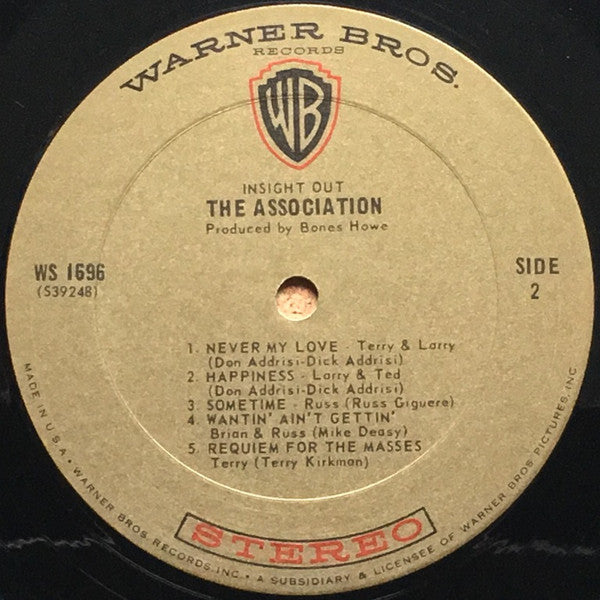 WARNER BROS.
RECORDS
WB
INSIGHT OUT
THE ASSOCIATION
Produced by Bones Howe
WS 1696
(S39248)
SIDE
2
1. NEVER MY LOVE - Terry & Larry
(Don Addrisi-Dick Addrisi)
2. HAPPINESS - Larry & Ted
(Don Addrisi-Dick Addrisi)
3. SOMETIME - Russ (Russ Giguere)
4. WANTIN' AIN'T GETTIN'
Brian & Russ (Mike Deasy)
5. REQUIEM FOR THE MASSES
Terry (Terry Kirkman)
STEREO
MADE IN U.S.A. • WARNER BROS. RECORDS, INC. • A SUBSIDIARY & LICENSEE OF WARNER BROS. PICTURES, INC.